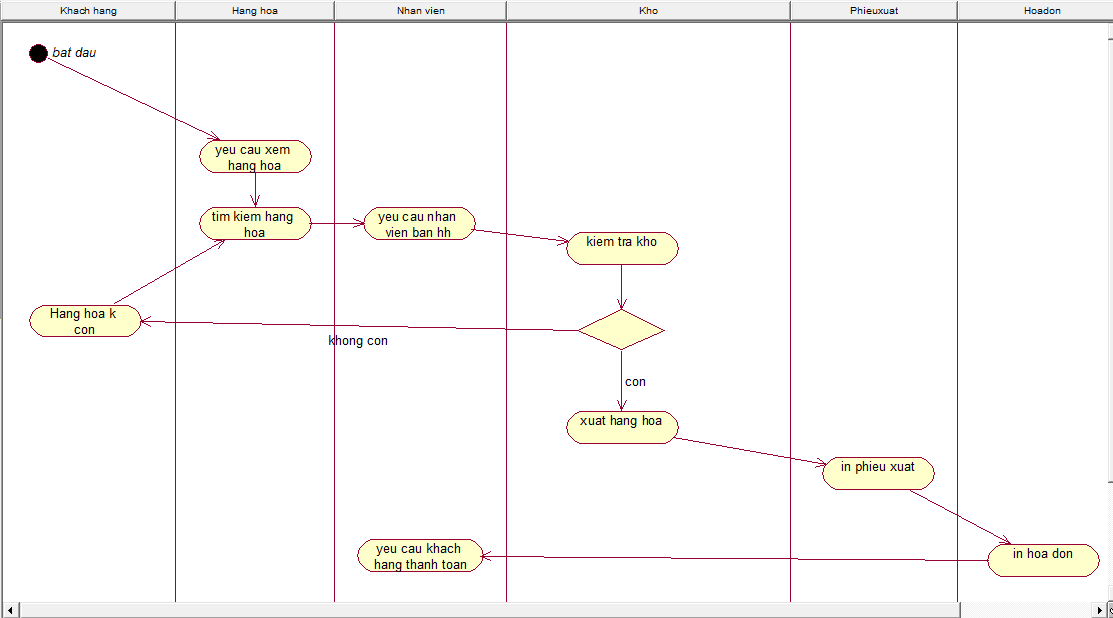 Khach hang
Hang hoa
Nhan vien
Kho
Phieuxuat
Hoadon
bat dau
yeu cau xem
hang hoa
tim kiem hang
hoa
yeu cau nhan
vien ban hh
kiem tra kho
Hang hoa k
con
khong con
con
xuat hang hoa
in phieu xuat
yeu cau khach
hang thanh toan
in hoa don